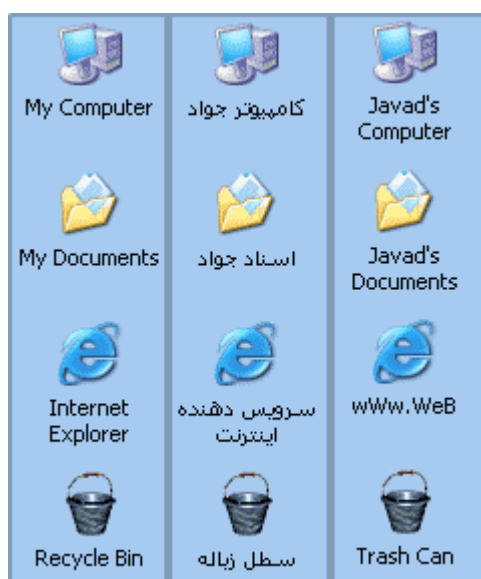 My Computer
کامپیوتر جواد
Javad's
Computer
My Documents
اسناد جواد
Javad's
Documents
Internet
Explorer
سرویس دهنده
اینترنت
wWw.WeB
Recycle Bin
سطل زباله
Trash Can